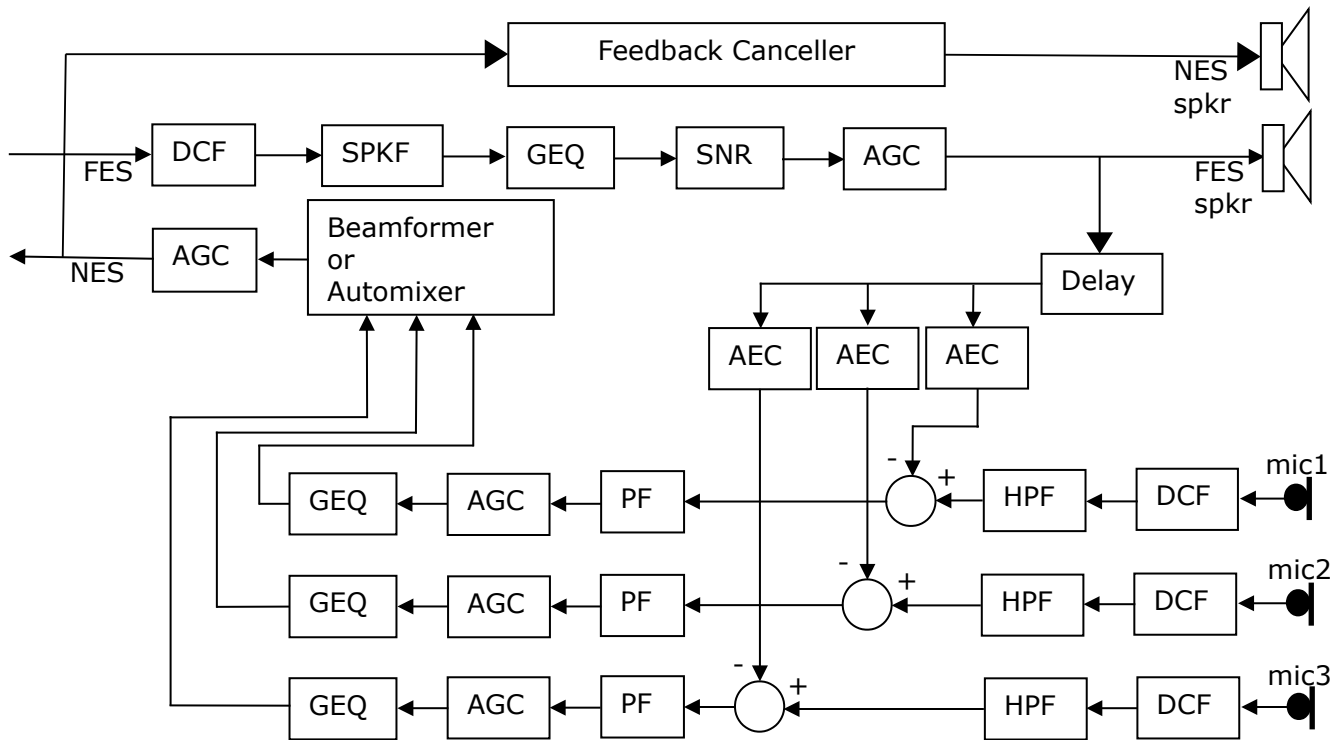 Feedback Canceller
NES
spkr
FES
DCF
SPKF
GEQ
SNR
AGC
FES
spkr
NES
AGC
Beamformer
or
Automixer
Delay
AEC
AEC
AEC
GEQ
AGC
PF
-
+
HPF
DCF
mic1
GEQ
AGC
PF
-
+
HPF
DCF
mic2
GEQ
AGC
PF
-
+
HPF
DCF
mic3